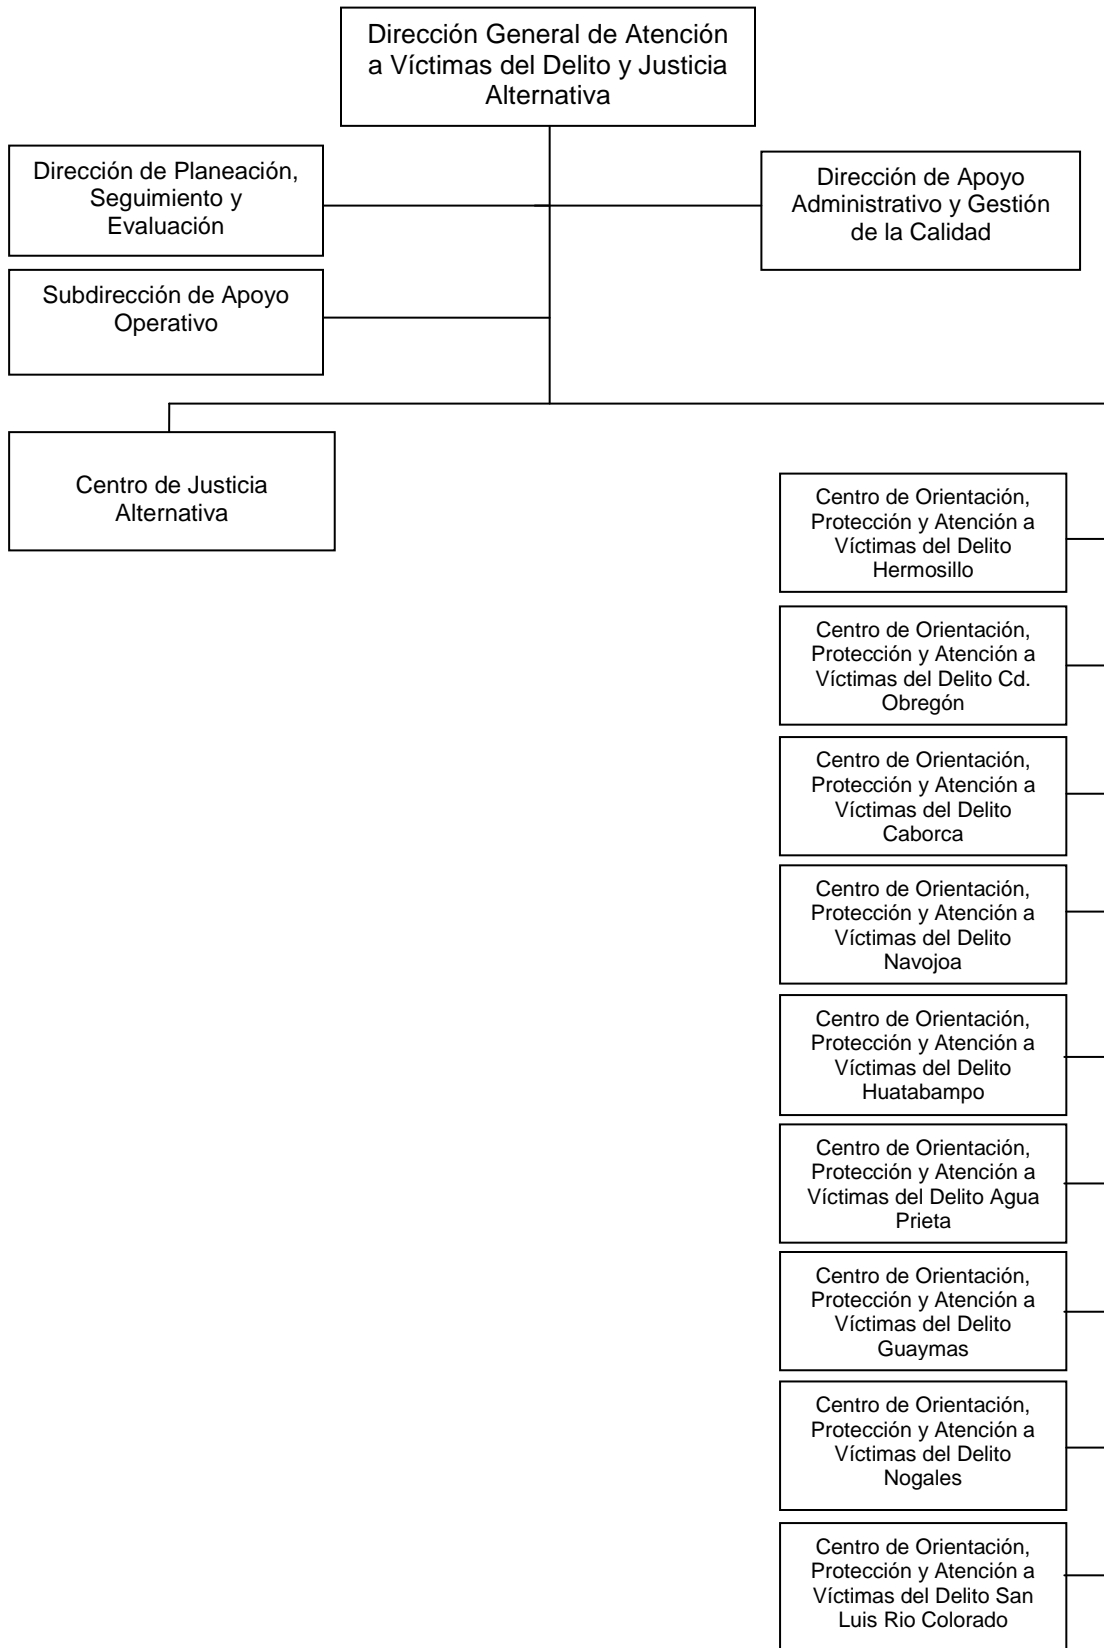 Dirección General de Atención
a Víctimas del Delito y Justicia
Alternativa
Dirección de Planeación,
Seguimiento y
Evaluación
Dirección de Apoyo
Administrativo y Gestión
de la Calidad
Subdirección de Apoyo
Operativo
Centro de Justicia
Alternativa
Centro de Orientación,
Protección y Atención a
Víctimas del Delito
Hermosillo
Centro de Orientación,
Protección y Atención a
Víctimas del Delito Cd.
Obregón
Centro de Orientación,
Protección y Atención a
Víctimas del Delito
Caborca
Centro de Orientación,
Protección y Atención a
Víctimas del Delito
Navojoa
Centro de Orientación,
Protección y Atención a
Víctimas del Delito
Huatabampo
Centro de Orientación,
Protección y Atención a
Víctimas del Delito Agua
Prieta
Centro de Orientación,
Protección y Atención a
Víctimas del Delito
Guaymas
Centro de Orientación,
Protección y Atención a
Víctimas del Delito
Nogales
Centro de Orientación,
Protección y Atención a
Víctimas del Delito San
Luis Rio Colorado